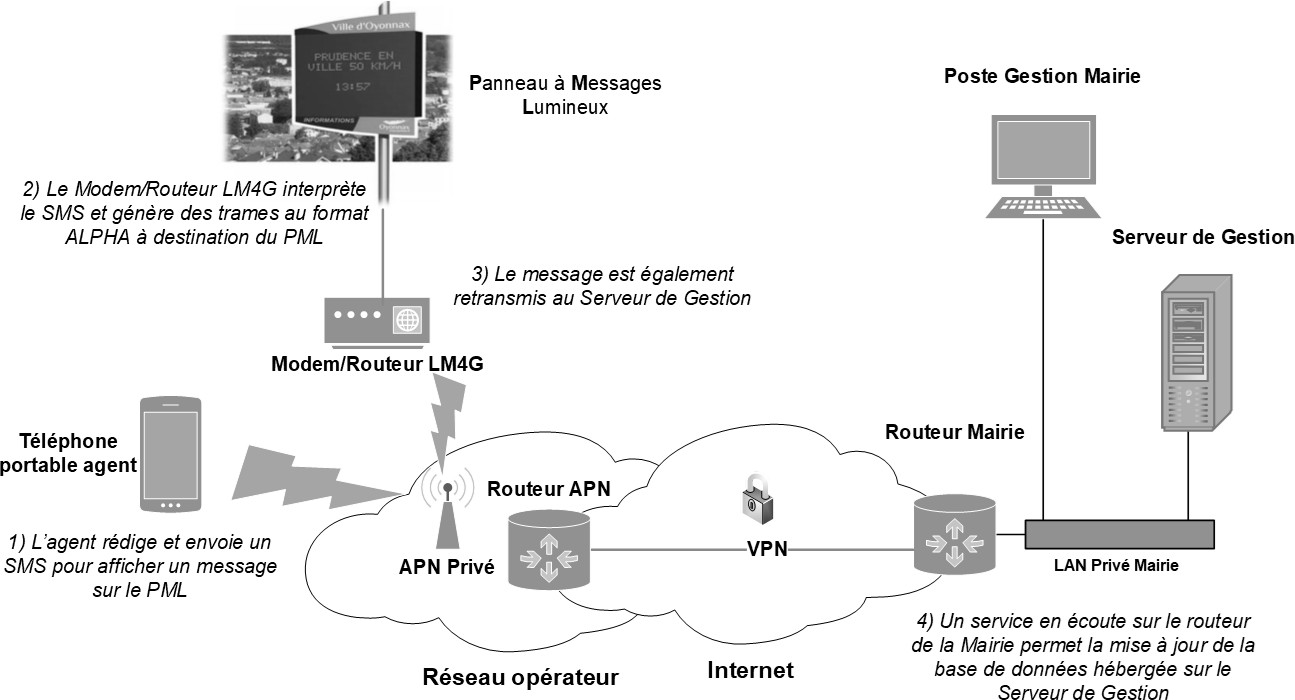 Ville d'Oyonnax
PRUDENCE EN
VILLE 50 KM/H
13:57
INFORMATIONS
Oyonnax
Panneau à Messages
Lumineux
Poste Gestion Mairie
2) Le Modem/Routeur LM4G interprète
le SMS et génère des trames au format
ALPHA à destination du PML
Serveur de Gestion
3) Le message est également
retransmis au Serveur de Gestion
Modem/Routeur LM4G
Téléphone
portable agent
Routeur Mairie
Routeur APN
1) L'agent rédige et envoie un
SMS pour afficher un message
sur le PML
APN Privé
VPN
LAN Privé Mairie
4) Un service en écoute sur le routeur
de la Mairie permet la mise à jour de la
base de données hébergée sur le
Serveur de Gestion
Réseau opérateur
Internet